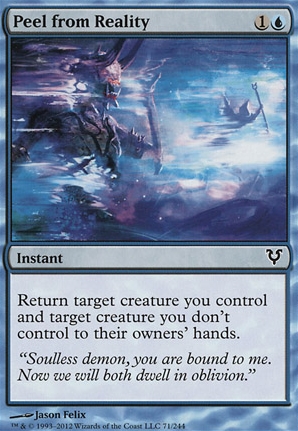 Peel from Reality 1
Instant
Return target creature you control
and target creature you don't
control to their owners' hands.
“Soulless demon, you are bound to me.
Now we will both dwell in oblivion.”
Jason Felix
™ & © 1993–2012 Wizards of the Coast LLC 71/244